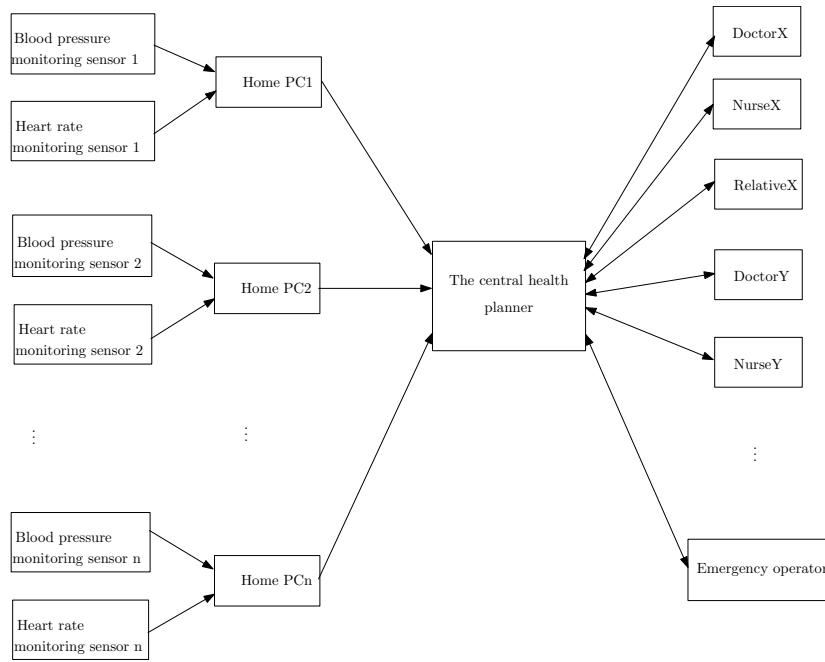 Blood pressure
monitoring sensor 1
Heart rate
monitoring sensor 1
Home PC1
Blood pressure
monitoring sensor 2
Heart rate
monitoring sensor 2
Home PC2
⋮
⋮
Blood pressure
monitoring sensor n
Heart rate
monitoring sensor n
Home PCn
The central health
planner
DoctorX
NurseX
RelativeX
DoctorY
NurseY
⋮
Emergency operator